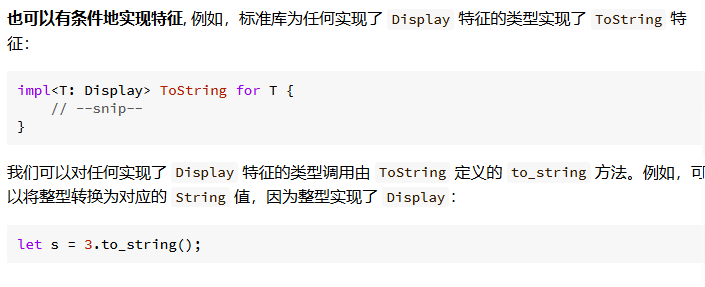 也可以有条件地实现特征, 例如，标准库为任何实现了 Display 特征的类型实现了 ToString 特
征：
impl<T: Display> ToString for T {
    // --snip--
}
我们可以对任何实现了 Display 特征的类型调用由 ToString 定义的 to_string 方法。例如，可
以将整型转换为对应的 String 值，因为整型实现了 Display：
let s = 3.to_string();